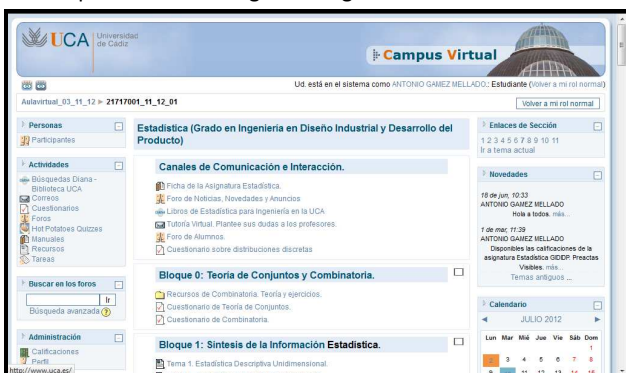 UCA Universidad de Cádiz
Campus Virtual
Ud. está en el sistema como ANTONIO GAMEZ MELLADO.: Estudiante (Volver a mi rol normal)
Aulavirtual_03_11_12 ► 21717001_11_12_01
Volver a mi rol normal
Personas
Participantes
Actividades
Búsquedas Diana -
Biblioteca UCA
Correos
Cuestionarios
Foros
Hot Potatoes Quizzes
Manuales
Recursos
Tareas
Buscar en los foros
Ir
Búsqueda avanzada
Administración
Calificaciones
Perfil
http://www.uca.es/
Estadística (Grado en Ingeniería en Diseño Industrial y Desarrollo del
Producto)
Canales de Comunicación e Interacción.
Ficha de la Asignatura Estadística.
Foro de Noticias, Novedades y Anuncios
Libros de Estadística para Ingeniería en la UCA
Tutoría Virtual. Plantee sus dudas a los profesores.
Foro de Alumnos.
Cuestionario sobre distribuciones discretas
Bloque 0: Teoría de Conjuntos y Combinatoria.
Recursos de Combinatoria. Teoría y ejercicios.
Cuestionario de Teoría de Conjuntos.
Cuestionario de Combinatoria.
Bloque 1: Síntesis de la Información Estadística.
Tema 1. Estadística Descriptiva Unidimensional.
Enlaces de Sección
1 2 3 4 5 6 7 8 9 10 11
Ir a tema actual
Novedades
18 de jun, 10:33
ANTONIO GAMEZ MELLADO
Hola a todos. más...
1 de mar, 11:39
ANTONIO GAMEZ MELLADO
Disponibles las calificaciones de la
asignatura Estadística GIDIDP. Preactas
Visibles. más...
Temas antiguos ...
Calendario
◄ JULIO 2012 ►
Lun Mar Mié Jue Vie Sáb Dom
1
2 3 4 5 6 7 8
9 10 11 12 13 14 15